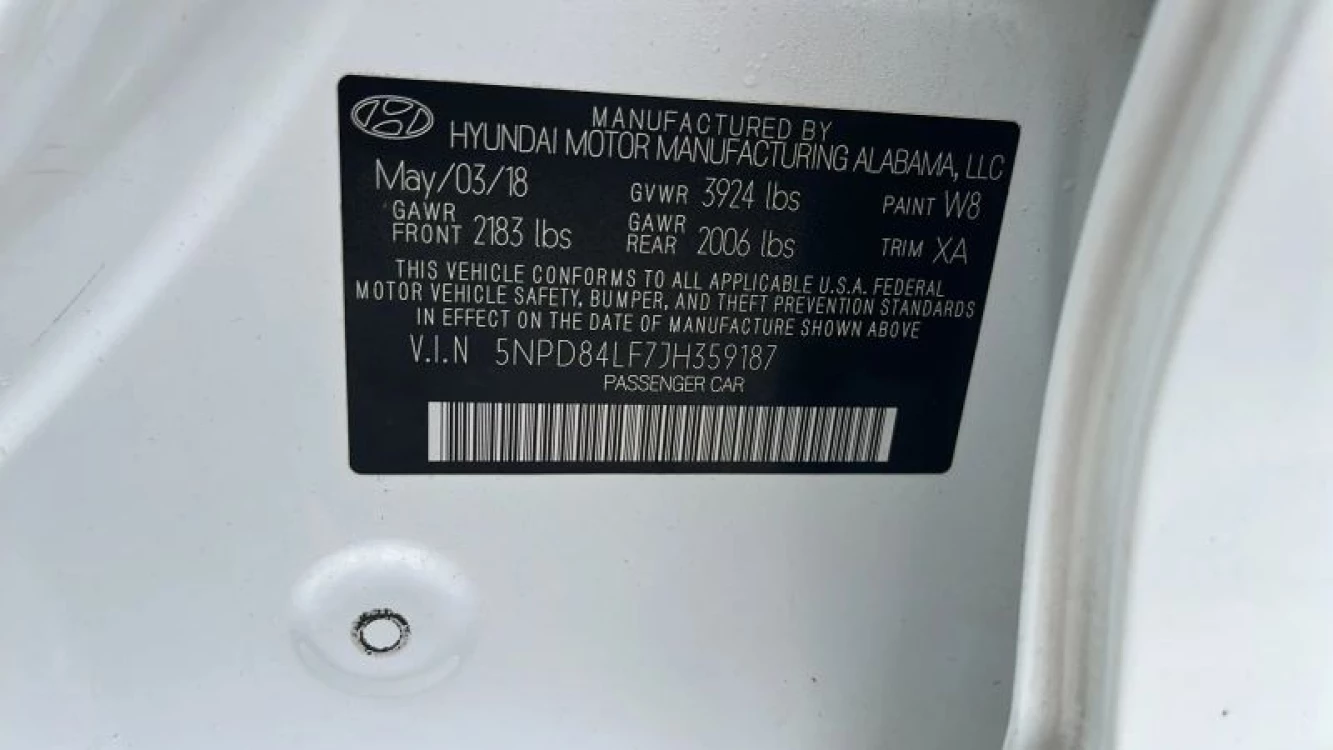 MANUFACTURED BY
HYUNDAI MOTOR MANUFACTURING ALABAMA, LLC
May/03/18 GVWR 3924 lbs PAINT W8
GAWR FRONT 2183 lbs GAWR REAR 2006 lbs TRIM XA
THIS VEHICLE CONFORMS TO ALL APPLICABLE U.S.A. FEDERAL
MOTOR VEHICLE SAFETY, BUMPER, AND THEFT PREVENTION STANDARDS
IN EFFECT ON THE DATE OF MANUFACTURE SHOWN ABOVE
V.I.N 5NPD84LF7JH359187
PASSENGER CAR